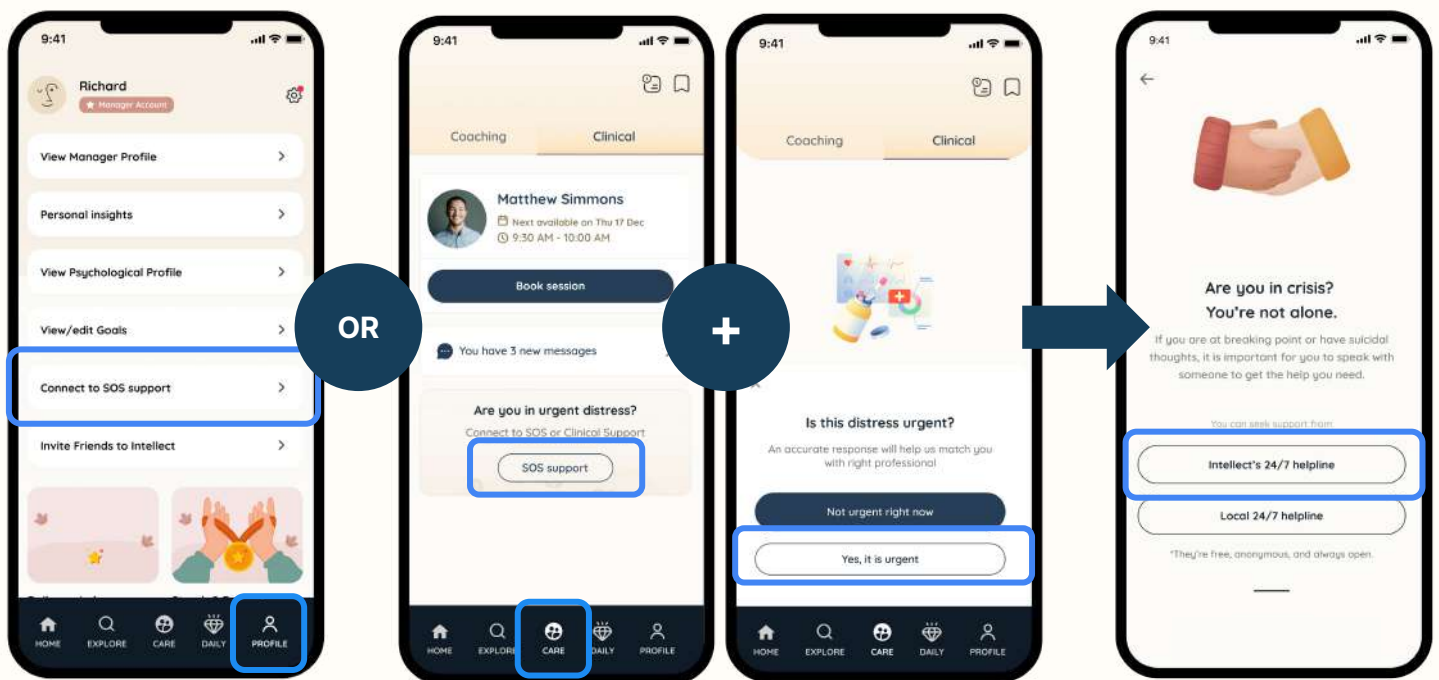 9:41
Richard
Manager Account
View Manager Profile
Personal insights
View Psychological Profile
View/edit Goals
Connect to SOS support
Invite Friends to Intellect
HOME
EXPLORE
CARE
DAILY
PROFILE
OR
9:41
Coaching
Clinical
Matthew Simmons
Next available on Thu 17 Dec
9:30 AM - 10:00 AM
Book session
You have 3 new messages
Are you in urgent distress?
Connect to SOS or Clinical Support
SOS support
HOME
EXPLORE
CARE
DAILY
PROFILE
+
9:41
Coaching
Clinical
Is this distress urgent?
An accurate response will help us match you
with right professional
Not urgent right now
Yes, it is urgent
HOME
EXPLORE
CARE
DAILY
PROFILE
9:41
Are you in crisis?
You're not alone.
If you are at breaking point or have suicidal
thoughts, it is important for you to speak with
someone to get the help you need.
You can seek support from
Intellect's 24/7 helpline
Local 24/7 helpline
*They're free, anonymous, and always open.